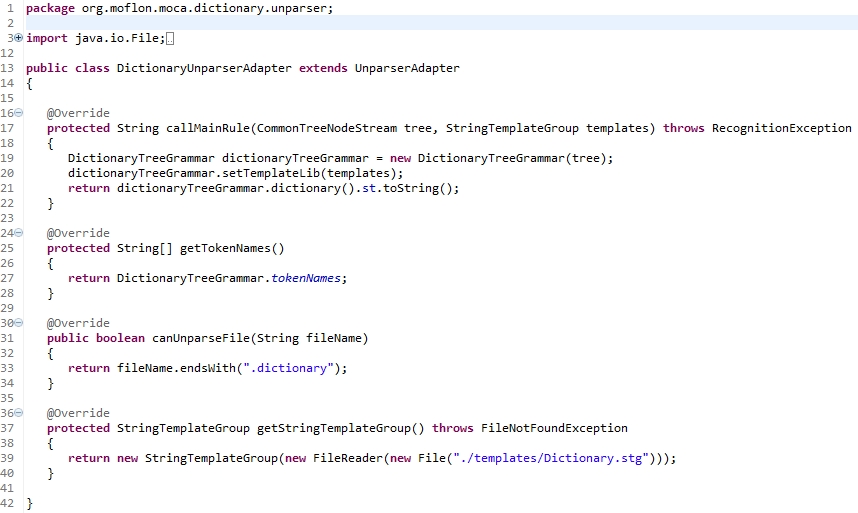 1 package org.moflon.moca.dictionary.unparser;
2
3 import java.io.File;
12
13 public class DictionaryUnparserAdapter extends UnparserAdapter
14 {
15
16 @Override
17 protected String callMainRule(CommonTreeNodeStream tree, StringTemplateGroup templates) throws RecognitionException
18 {
19 DictionaryTreeGrammar dictionaryTreeGrammar = new DictionaryTreeGrammar(tree);
20 dictionaryTreeGrammar.setTemplateLib(templates);
21 return dictionaryTreeGrammar.dictionary().st.toString();
22 }
23
24 @Override
25 protected String[] getTokenNames()
26 {
27 return DictionaryTreeGrammar.tokenNames;
28 }
29
30 @Override
31 public boolean canUnparseFile(String fileName)
32 {
33 return fileName.endsWith(".dictionary");
34 }
35
36 @Override
37 protected StringTemplateGroup getStringTemplateGroup() throws FileNotFoundException
38 {
39 return new StringTemplateGroup(new FileReader(new File("./templates/Dictionary.stg")));
40 }
41
42 }